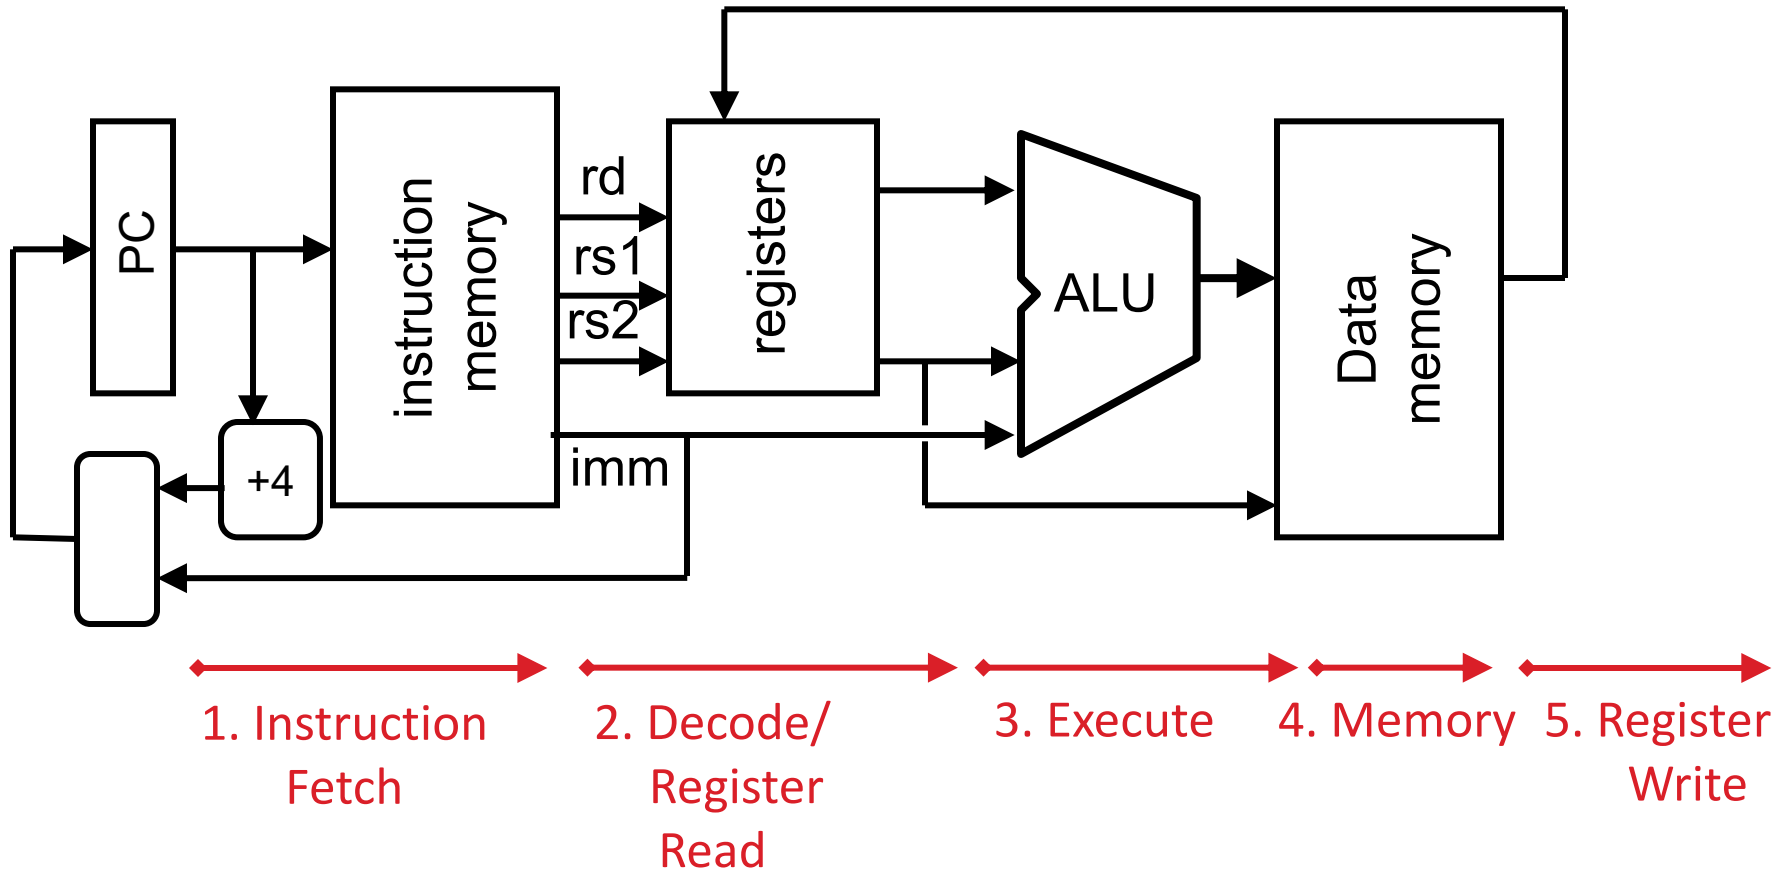 PC
instruction
memory
rd
rs1
rs2
imm
registers
ALU
Data
memory
+4
1. Instruction
Fetch
2. Decode/
Register
Read
3. Execute
4. Memory
5. Register
Write